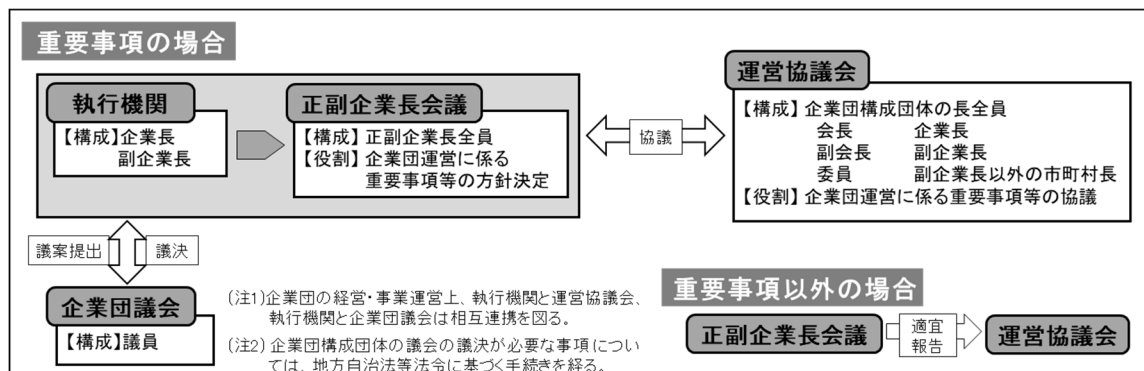 重要事項の場合
執行機関
【構成】企業長
副企業長
正副企業長会議
【構成】正副企業長全員
【役割】企業団運営に係る
重要事項等の方針決定
協議
運営協議会
【構成】企業団構成団体の長全員
会長 企業長
副会長 副企業長
委員 副企業長以外の市町村長
【役割】企業団運営に係る重要事項等の協議
議案提出
議決
企業団議会
【構成】議員
(注1)企業団の経営・事業運営上、執行機関と運営協議会、
執行機関と企業団議会は相互連携を図る。
(注2) 企業団構成団体の議会の議決が必要な事項につい
ては、地方自治法等法令に基づく手続きを経る。
重要事項以外の場合
正副企業長会議
適宜
報告
運営協議会